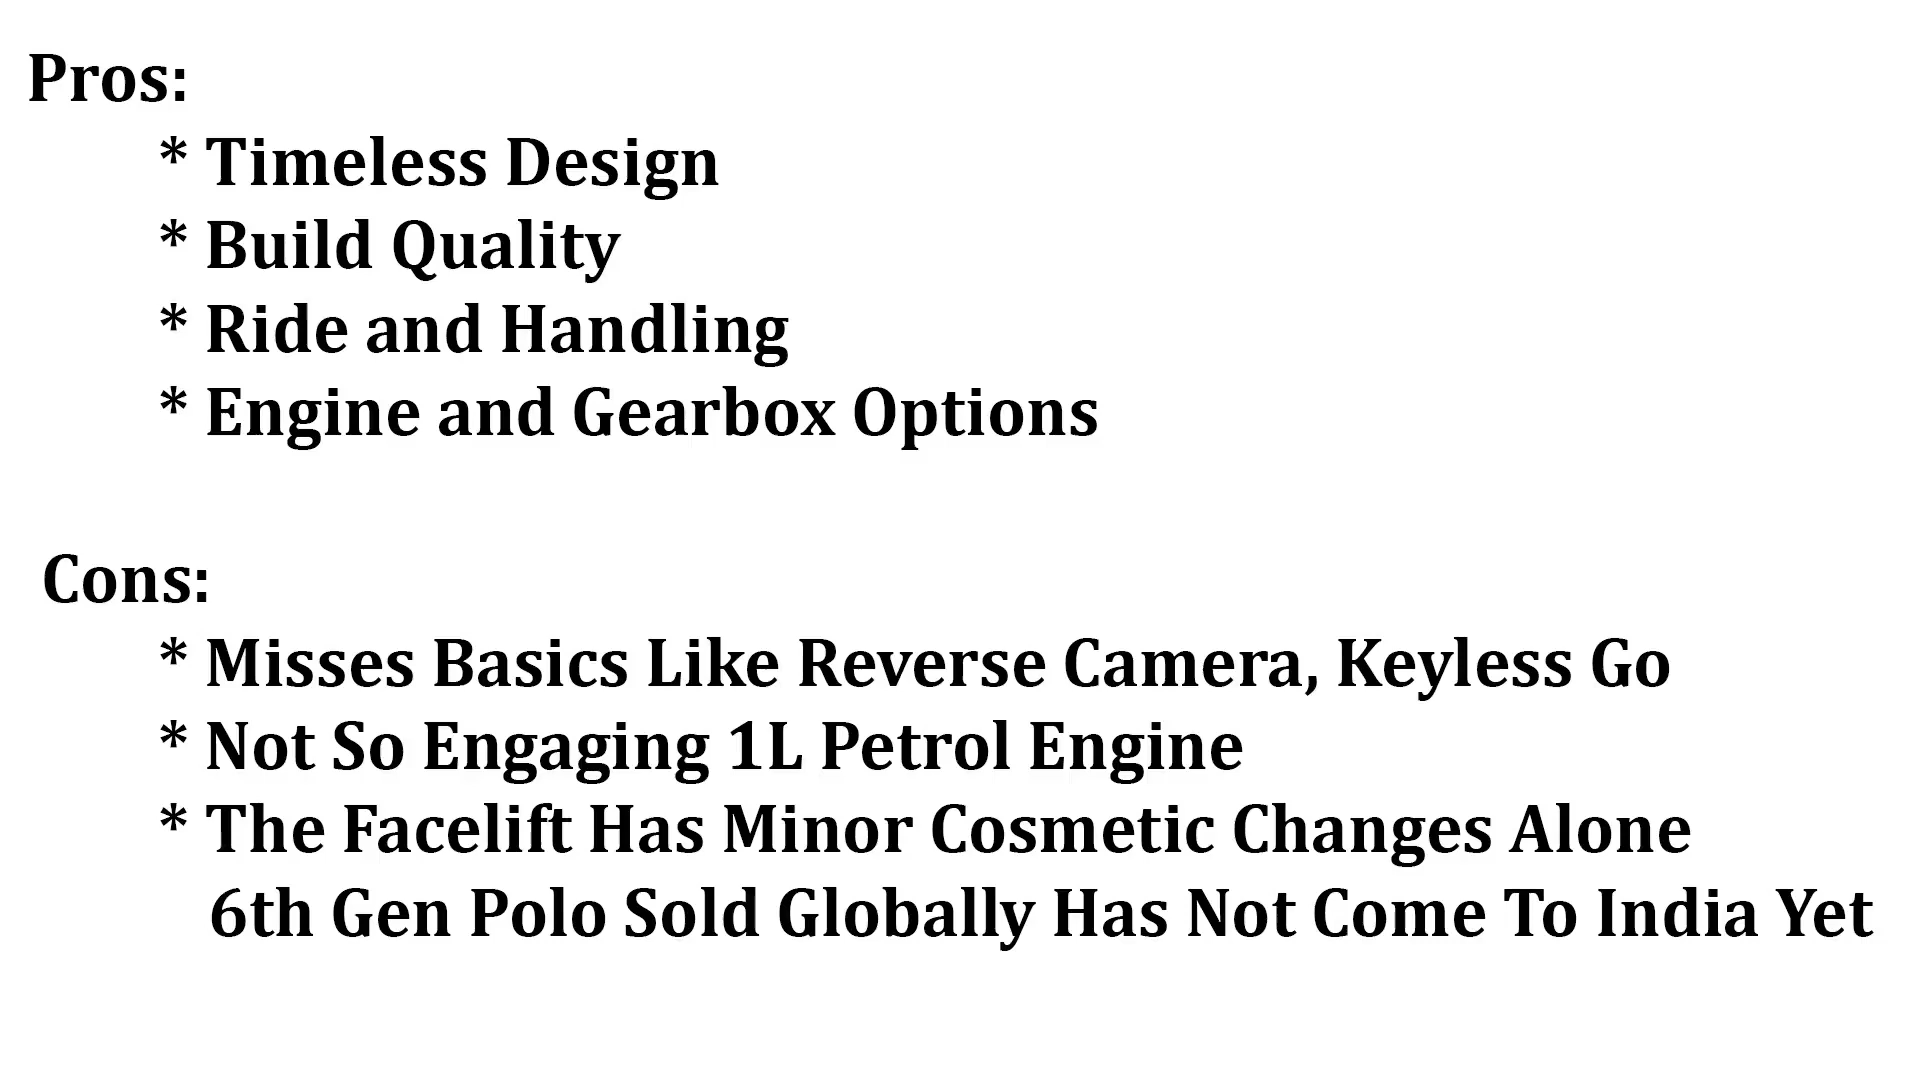 Pros:
* Timeless Design
* Build Quality
* Ride and Handling
* Engine and Gearbox Options
Cons:
* Misses Basics Like Reverse Camera, Keyless Go
* Not So Engaging 1L Petrol Engine
* The Facelift Has Minor Cosmetic Changes Alone
6th Gen Polo Sold Globally Has Not Come To India Yet